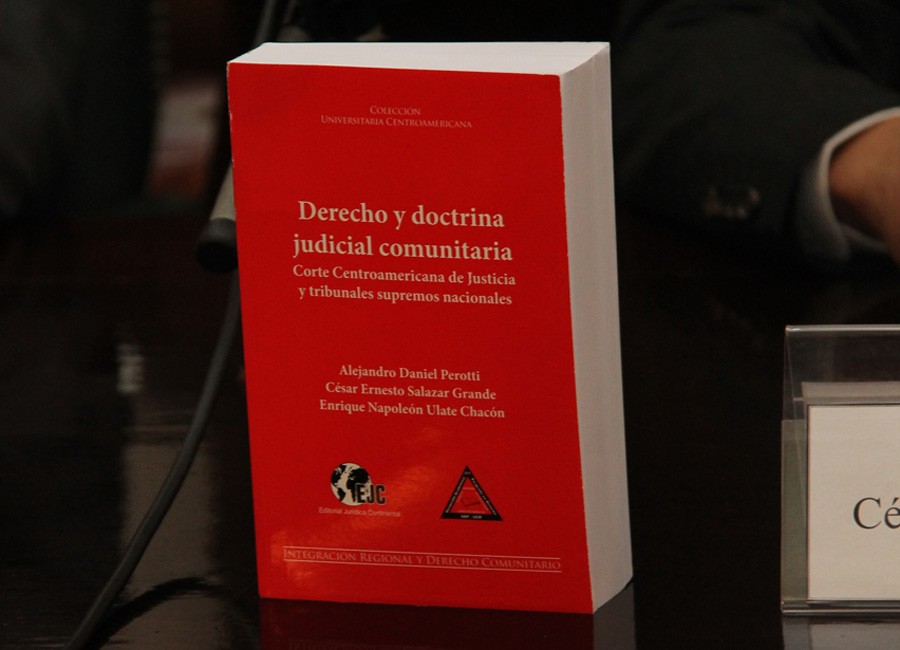 COLECCIÓN
UNIVERSITARIA CENTROAMERICANA
Derecho y doctrina
judicial comunitaria
Corte Centroamericana de Justicia
y tribunales supremos nacionales
Alejandro Daniel Perotti
César Ernesto Salazar Grande
Enrique Napoleón Ulate Chacón
EJC
Editorial Jurídica Continental
INTEGRACIÓN REGIONAL Y DERECHO COMUNITARIO
Cé